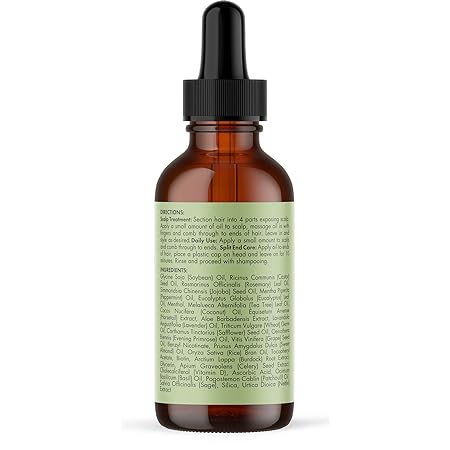 DIRECTIONS:
Scalp Treatment: Section hair into 4 parts exposing scalp.
Apply a small amount of oil to scalp, massage oil in with
fingers and comb through to ends of hair. Leave in and
style as desired Daily Use: Apply a small amount to scalp
and comb through to ends. Split End Care: Apply oil to ends
of hair, place a plastic cap on head and leave on for 10
minutes. Rinse and proceed with shampooing.
INGREDIENTS:
Glycine Soja (Soybean) Oil, Ricinus Communis (Castor)
Seed Oil, Rosmarinus Officinalis (Rosemary) Leaf Oil,
Simmondsia Chinensis (Jojoba) Seed Oil, Mentha Piperita
(Peppermint) Oil, Eucalyptus Globulus (Eucalyptus) Leaf
Oil, Menthol, Melaleuca Alternifolia (Tea Tree) Leaf Oil,
Cocos Nucifera (Coconut) Oil, Equisetum Arvense
(Horsetail) Extract, Aloe Barbadensis Extract, Lavandula
Angustifolia (Lavender) Oil, Triticum Vulgare (Wheat) Germ
Oil, Carthamus Tinctorius (Safflower) Seed Oil, Oenothera
Biennis (Evening Primrose) Oil, Vitis Vinifera (Grape) Seed
Oil, Benzyl Nicotinate, Prunus Amygdalus Dulcis (Sweet
Almond) Oil, Oryza Sativa (Rice) Bran Oil, Tocopheryl
Acetate, Biotin, Arctium Lappa (Burdock) Root Extract,
Glycerin, Apium Graveolens (Celery) Seed Extract,
Cholecalciferol (Vitamin D), Ascorbic Acid, Ocimum
Basilicum (Basil) Oil, Pogostemon Cablin (Patchouli) Oil,
Salvia Officinalis (Sage), Silica, Urtica Dioica (Nettle)
Extract